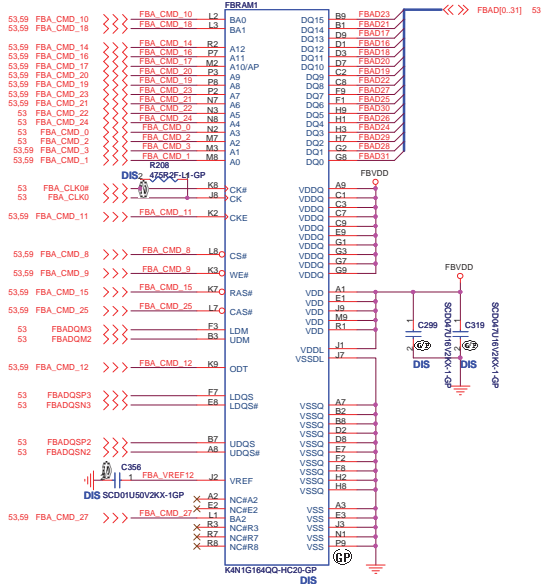 FBRAM1
53,59 FBA_CMD_10 FBA_CMD_10 L2 BA0 DQ15 B9 FBAD23 FBAD[0..31] 53
53,59 FBA_CMD_18 FBA_CMD_18 L3 BA1 DQ14 B1 FBAD21
DQ13 D9 FBAD17
53,59 FBA_CMD_14 FBA_CMD_14 R2 A12 DQ12 D1 FBAD16
53,59 FBA_CMD_16 FBA_CMD_16 P7 A11 DQ11 D3 FBAD18
53,59 FBA_CMD_17 FBA_CMD_17 M2 A10/AP DQ10 D7 FBAD20
53,59 FBA_CMD_20 FBA_CMD_20 P3 A9 DQ9 C2 FBAD19
53,59 FBA_CMD_19 FBA_CMD_19 P8 A8 DQ8 C8 FBAD22
53,59 FBA_CMD_23 FBA_CMD_23 P2 A7 DQ7 F9 FBAD27
53,59 FBA_CMD_21 FBA_CMD_21 N7 A6 DQ6 F1 FBAD25
53 FBA_CMD_22 FBA_CMD_22 N3 A5 DQ5 H9 FBAD30
53 FBA_CMD_24 FBA_CMD_24 N8 A4 DQ4 H1 FBAD26
53 FBA_CMD_0 FBA_CMD_0 N2 A3 DQ3 H3 FBAD24
53 FBA_CMD_2 FBA_CMD_2 M7 A2 DQ2 H7 FBAD29
53,59 FBA_CMD_3 FBA_CMD_3 M3 A1 DQ1 G2 FBAD28
53,59 FBA_CMD_1 FBA_CMD_1 M8 A0 DQ0 G8 FBAD31
R208
DIS 2 475R2F-L1-GP FBVDD
53 FBA_CLK0# K8 CK# VDDQ A9
53 FBA_CLK0 J8 CK VDDQ C1
VDDQ C3
53,59 FBA_CMD_11 FBA_CMD_11 K2 CKE VDDQ C7
VDDQ C9
VDDQ E9
VDDQ G1
53,59 FBA_CMD_8 FBA_CMD_8 L8 CS# VDDQ G3
VDDQ G7
53,59 FBA_CMD_9 FBA_CMD_9 K3 WE# VDDQ G9
FBVDD
53,59 FBA_CMD_15 FBA_CMD_15 K7 RAS# VDD A1
VDD E1
53,59 FBA_CMD_25 FBA_CMD_25 L7 CAS# VDD J9
VDD M9
53 FBADQM3 F3 LDM VDD R1
53 FBADQM2 B3 UDM
1 C299 1 C319
VDDL J1 2 GP 2 GP
VSSDL J7 DIS DIS
SCD047U16V2KX-1-GP
SCD047U16V2KX-1-GP
53,59 FBA_CMD_12 FBA_CMD_12 K9 ODT
53 FBADQSP3 F7 LDQS
53 FBADQSN3 E8 LDQS# VSSQ A7
VSSQ B2
VSSQ B8
VSSQ D2
53 FBADQSP2 B7 UDQS VSSQ D8
53 FBADQSN2 A8 UDQS# VSSQ E7
VSSQ F2
VSSQ F8
C356 VSSQ H2
1 FBA_VREF12 J2 VREF VSSQ H8
DIS SCD01U50V2KX-1GP
A2 NC#A2 VSS A3
E2 NC#E2 VSS E3
53,59 FBA_CMD_27 FBA_CMD_27 L1 BA2
R3 NC#R3 VSS J3
R7 NC#R7 VSS N1
R8 NC#R8 VSS P9
GP
K4N1G164QQ-HC20-GP
DIS